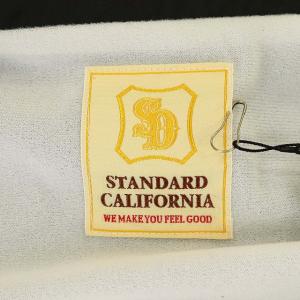 SD
STANDARD
CALIFORNIA
WE MAKE YOU FEEL GOOD